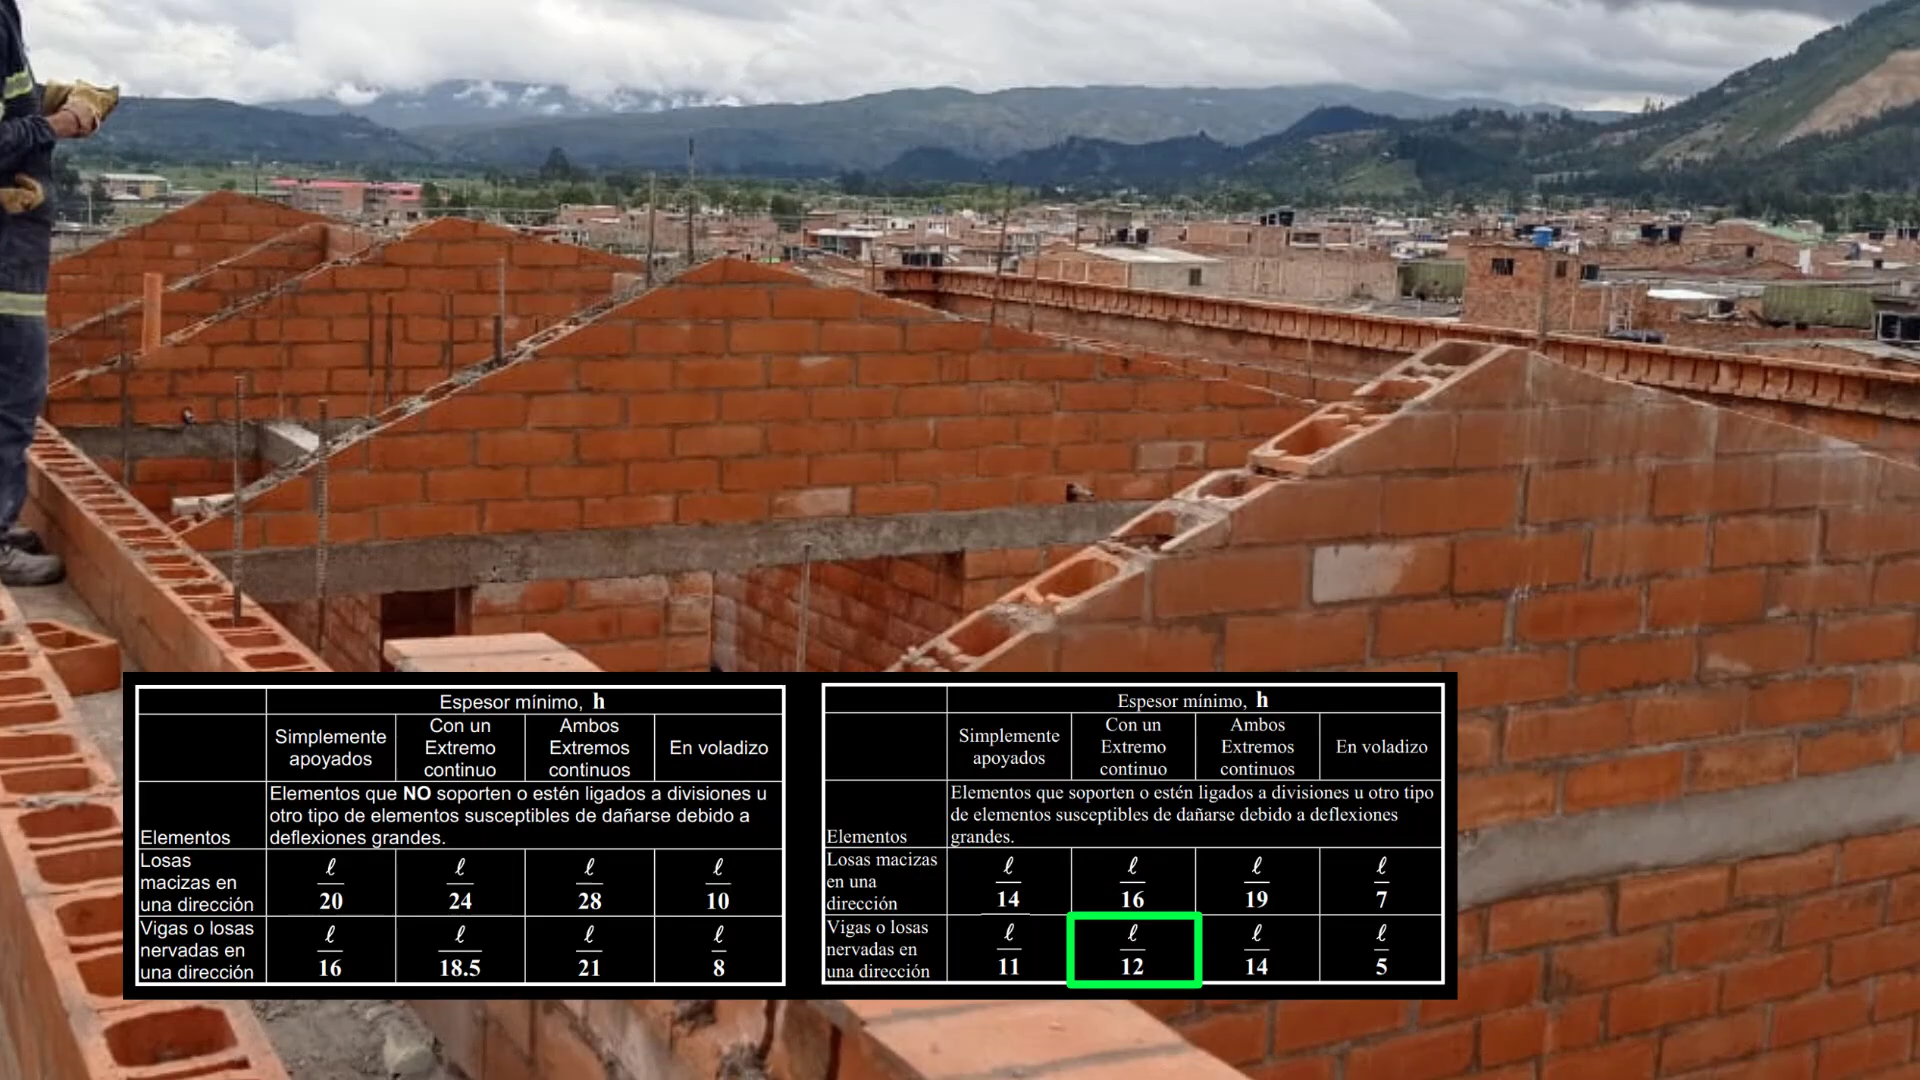 Espesor mínimo, h
Simplemente apoyados
Con un Extremo continuo
Ambos Extremos continuos
En voladizo
Elementos
Elementos que NO soporten o estén ligados a divisiones u
otro tipo de elementos susceptibles de dañarse debido a
deflexiones grandes.
Losas macizas en una dirección
ℓ/20
ℓ/24
ℓ/28
ℓ/10
Vigas o losas nervadas en una dirección
ℓ/16
ℓ/18.5
ℓ/21
ℓ/8
Espesor mínimo, h
Simplemente apoyados
Con un Extremo continuo
Ambos Extremos continuos
En voladizo
Elementos
Elementos que soporten o estén ligados a divisiones u otro tipo
de elementos susceptibles de dañarse debido a deflexiones
grandes.
Losas macizas en una dirección
ℓ/14
ℓ/16
ℓ/19
ℓ/7
Vigas o losas nervadas en una dirección
ℓ/11
ℓ/12
ℓ/14
ℓ/5